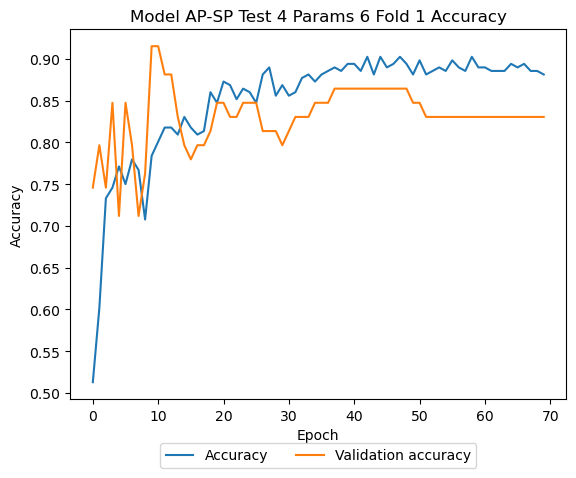 Model AP-SP Test 4 Params 6 Fold 1 Accuracy
0.90
0.85
0.80
0.75
0.70
0.65
0.60
0.55
0.50
Accuracy
0 10 20 30 40 50 60 70
Epoch
Accuracy Validation accuracy